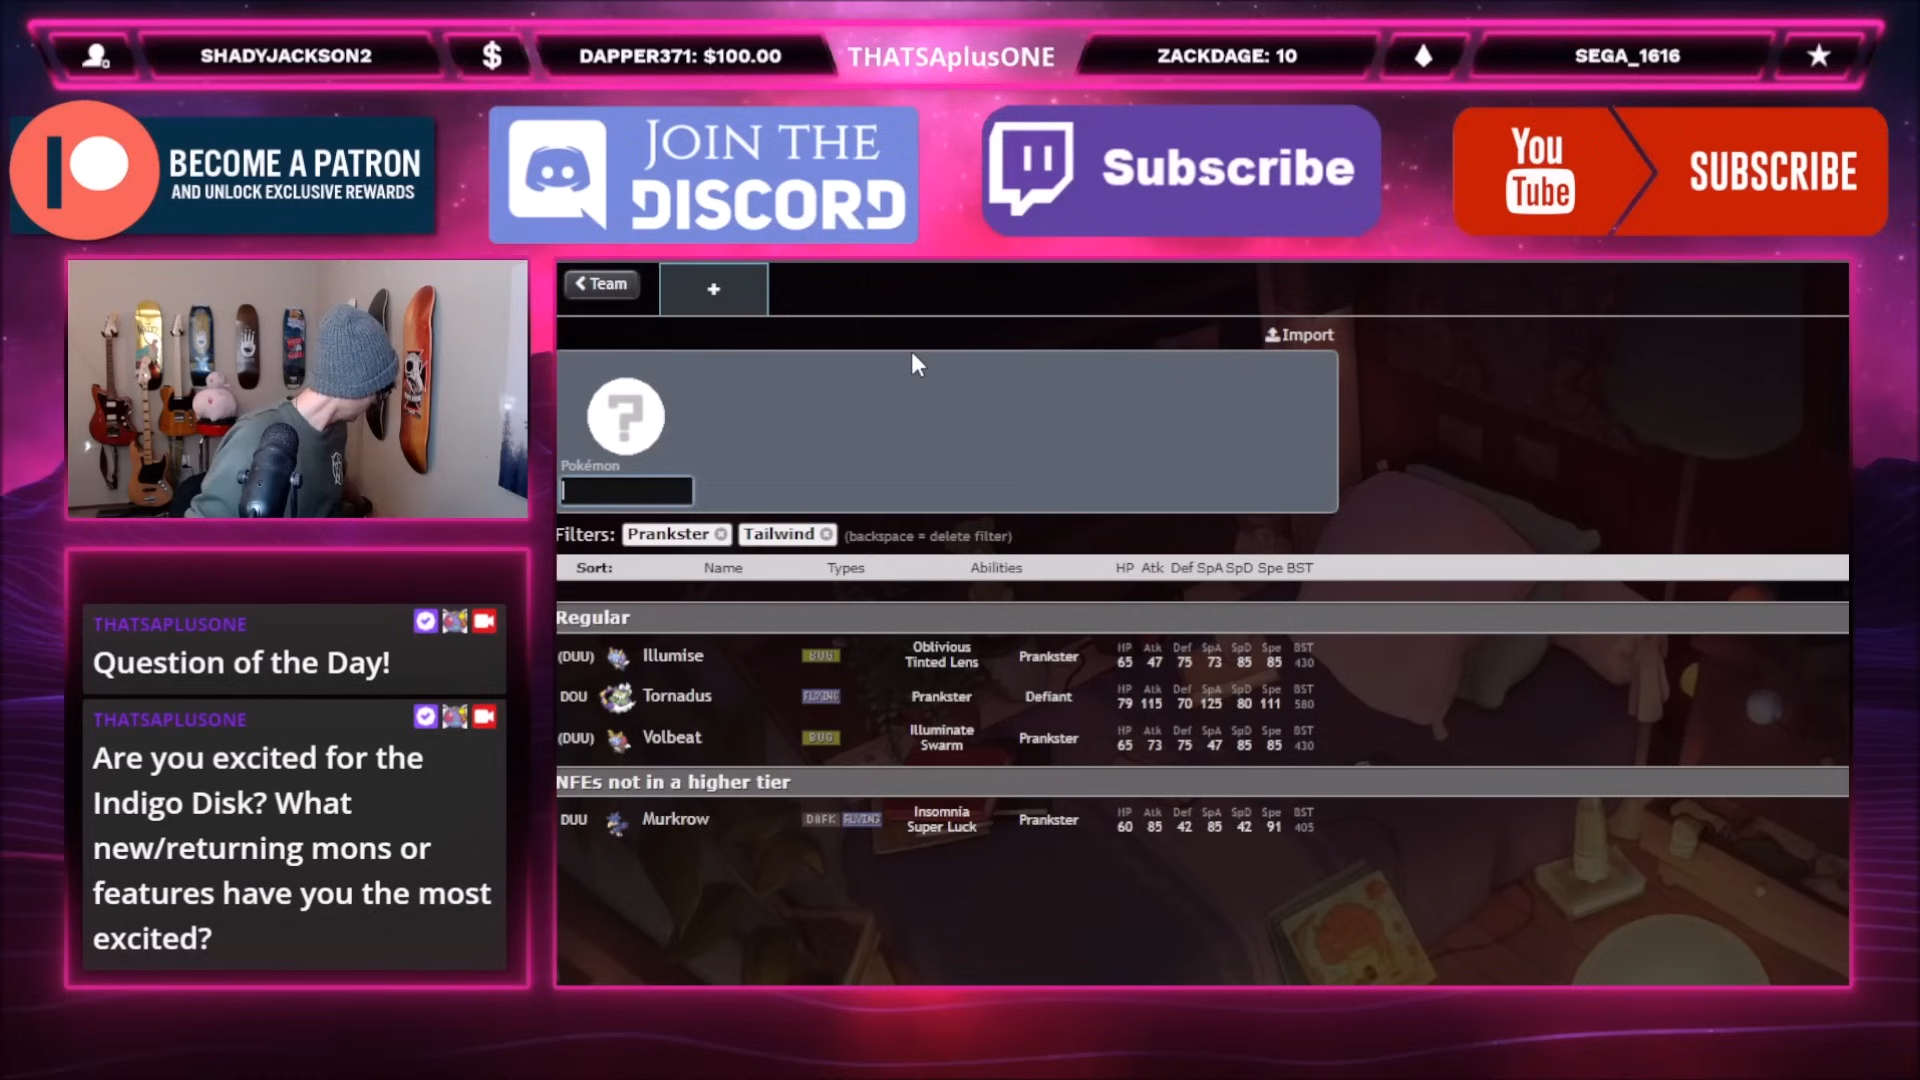 SHADYJACKSON2
$
DAPPER371: $100.00
THATSAplusONE
ZACKDAGE: 10
SEGA_1616
BECOME A PATRON
AND UNLOCK EXCLUSIVE REWARDS
JOIN THE
DISCORD
Subscribe
You
Tube
SUBSCRIBE
Team
+
Import
?
Pokémon
Filters: Prankster Tailwind (backspace = delete filter)
Sort: Name Types Abilities HP Atk Def SpA SpD Spe BST
Regular
(DUU) Illumise BUG Oblivious Tinted Lens Prankster HP 65 Atk 47 Def 75 SpA 73 SpD 85 Spe 85 BST 430
DOU Tornadus FLYING Prankster Defiant HP 79 Atk 115 Def 70 SpA 125 SpD 80 Spe 111 BST 580
(DUU) Volbeat BUG Illuminate Swarm Prankster HP 65 Atk 73 Def 75 SpA 47 SpD 85 Spe 85 BST 430
NFEs not in a higher tier
DUU Murkrow DARK FLYING Insomnia Super Luck Prankster HP 60 Atk 85 Def 42 SpA 85 SpD 42 Spe 91 BST 405
THATSAPLUSONE
Question of the Day!
THATSAPLUSONE
Are you excited for the
Indigo Disk? What
new/returning mons or
features have you the most
excited?